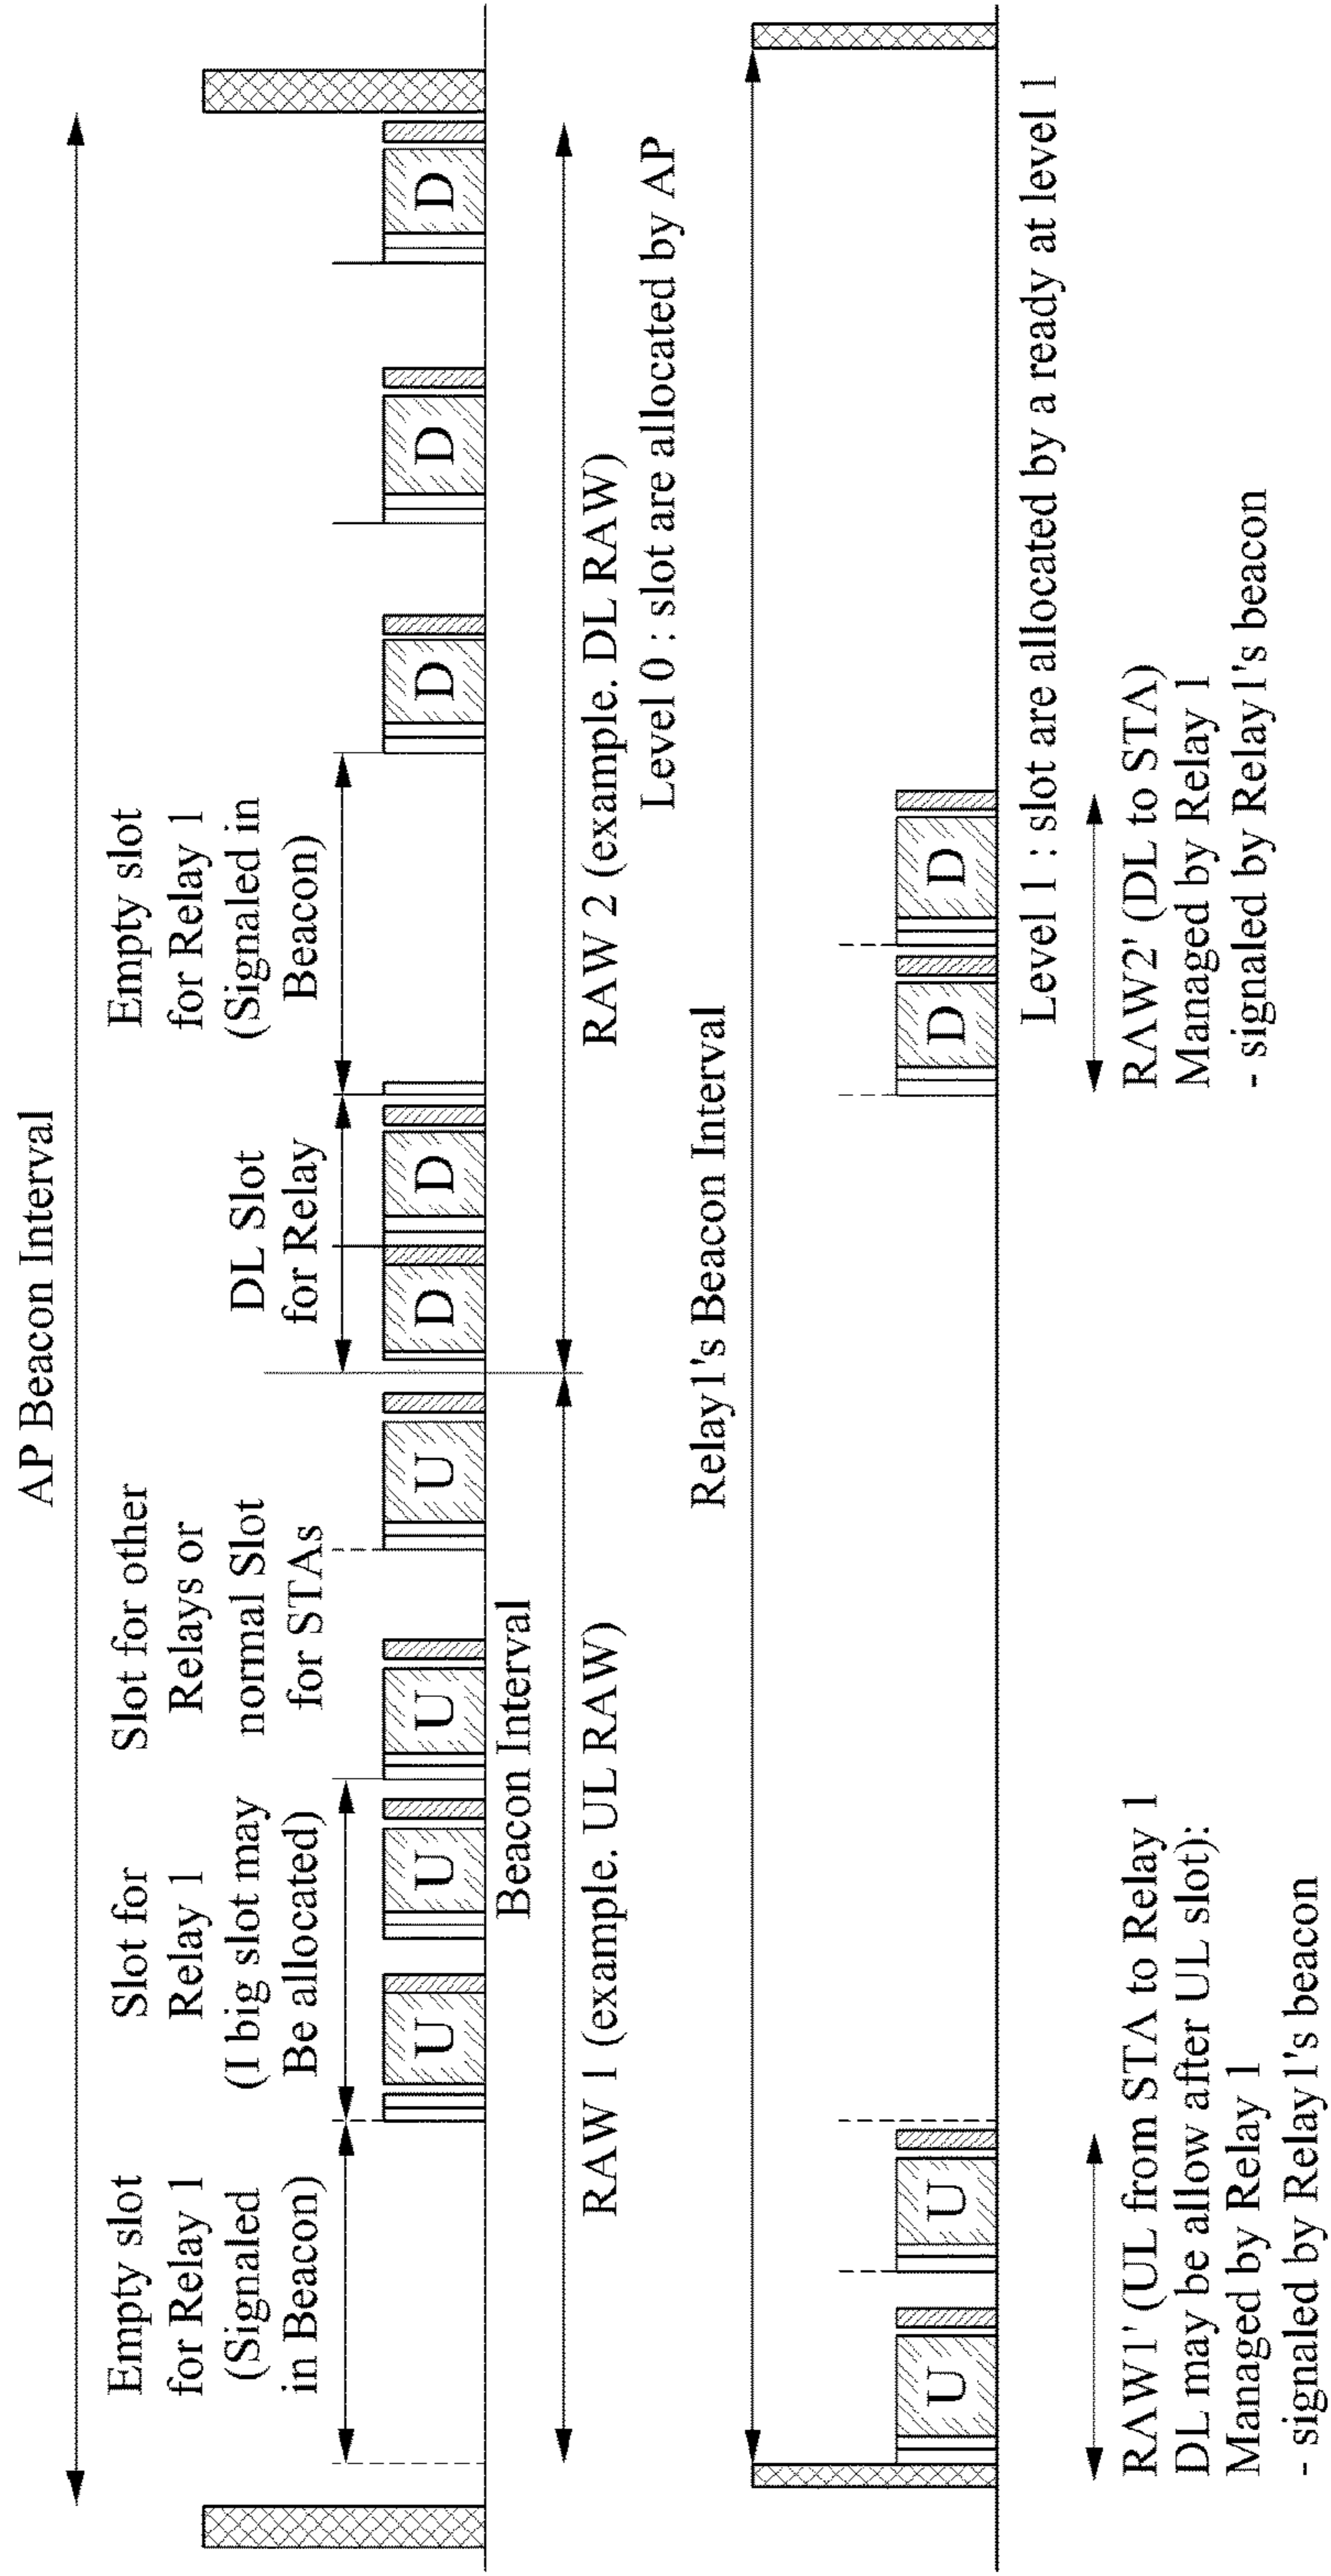 AP Beacon Interval
Empty slot
for Relay 1
(Signaled
in Beacon)
Slot for
Relay 1
(I big slot may
Be allocated)
Slot for other
Relays or
normal Slot
for STAs
DL Slot
for Relay
Empty slot
for Relay 1
(Signaled in
Beacon)
U
U
U
U
D
D
D
D
D
Beacon Interval
RAW 1 (example. UL RAW)
RAW 2 (example. DL RAW)
Level 0 : slot are allocated by AP
Relay1's Beacon Interval
U
U
D
D
Level 1 : slot are allocated by a ready at level 1
RAW1' (UL from STA to Relay 1
DL may be allow after UL slot):
Managed by Relay 1
- signaled by Relay1's beacon
RAW2' (DL to STA)
Managed by Relay 1
- signaled by Relay1's beacon